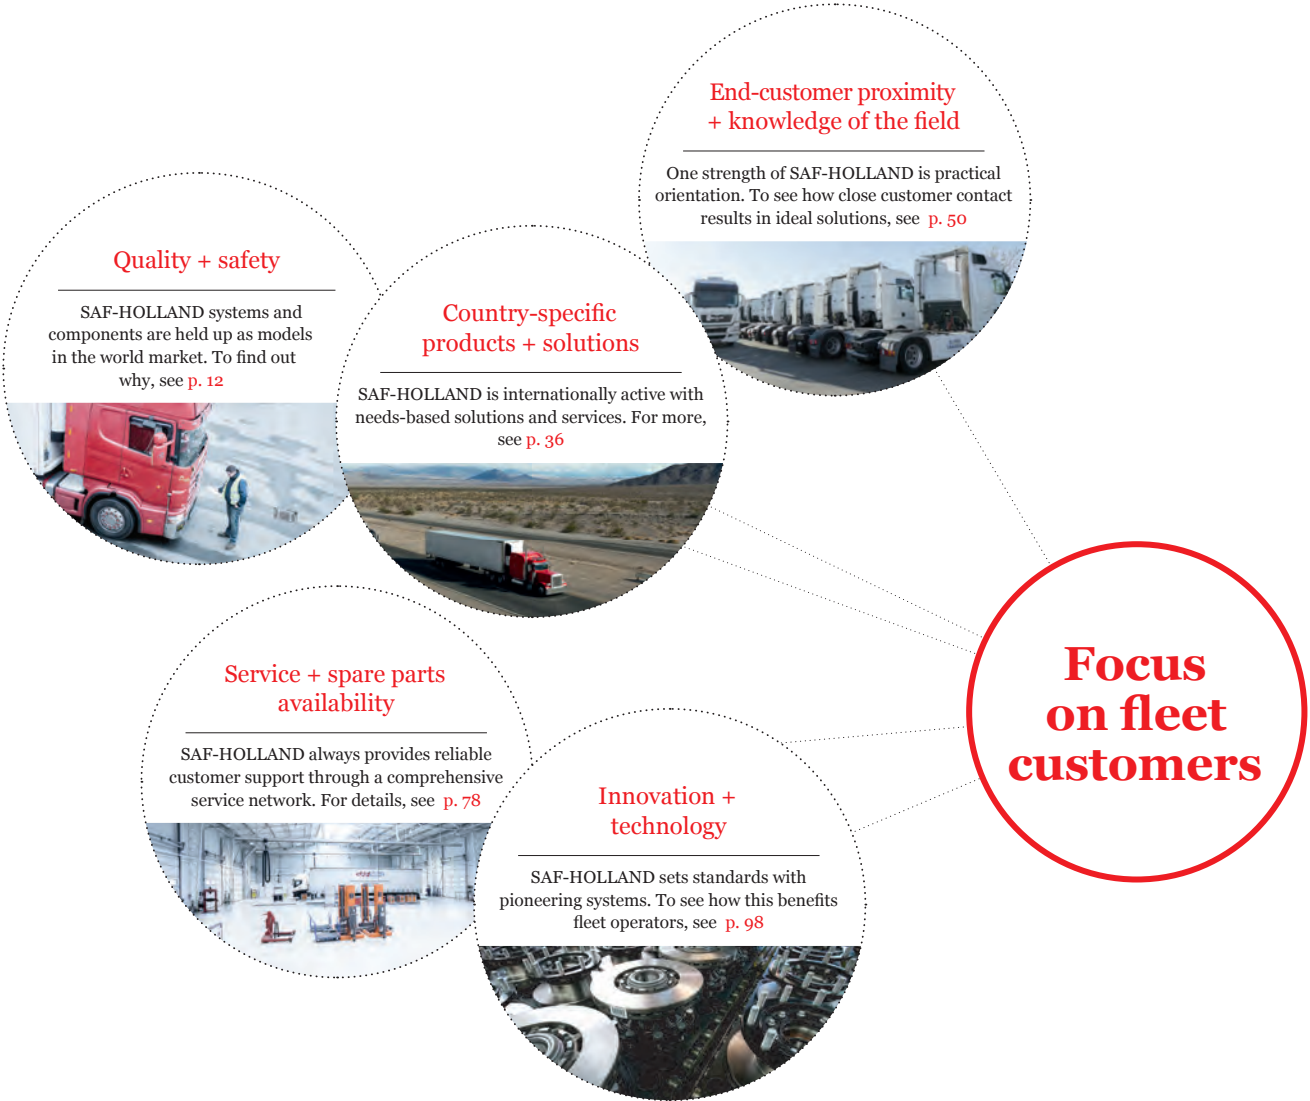 End-customer proximity
+ knowledge of the field
One strength of SAF-HOLLAND is practical
orientation. To see how close customer contact
results in ideal solutions, see p. 50
Quality + safety
SAF-HOLLAND systems and
components are held up as models
in the world market. To find out
why, see p. 12
Country-specific
products + solutions
SAF-HOLLAND is internationally active with
needs-based solutions and services. For more,
see p. 36
Service + spare parts
availability
SAF-HOLLAND always provides reliable
customer support through a comprehensive
service network. For details, see p. 78
Innovation +
technology
SAF-HOLLAND sets standards with
pioneering systems. To see how this benefits
fleet operators, see p. 98
Focus
on fleet
customers